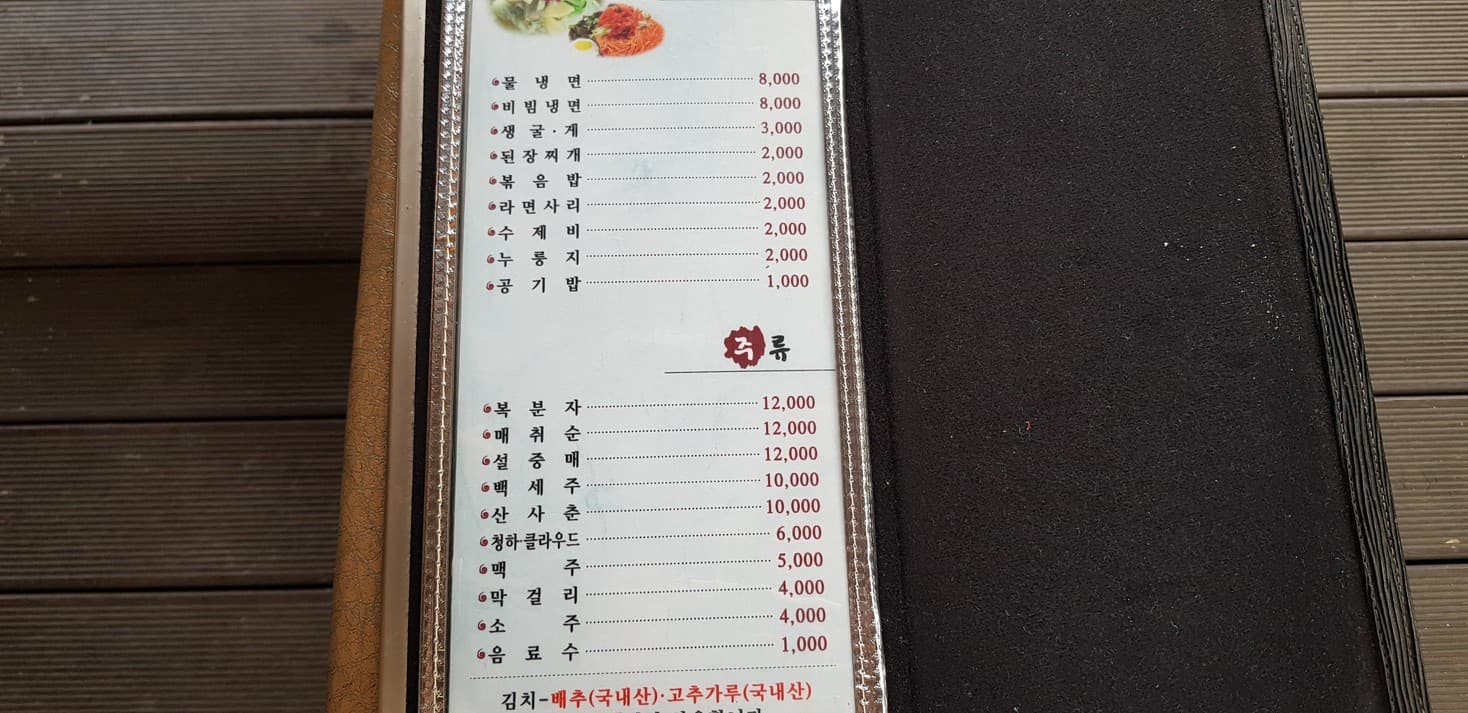 물냉면 8,000
비빔냉면 8,000
생굴·게 3,000
된장찌개 2,000
볶음밥 2,000
라면사리 2,000
수제비 2,000
누룽지 2,000
공기밥 1,000
주류
복분자 12,000
매취순 12,000
설중매 12,000
백세주 10,000
산사춘 10,000
청하·클라우드 6,000
맥주 5,000
막걸리 4,000
소주 4,000
음료수 1,000
김치-배추(국내산)·고추가루(국내산)